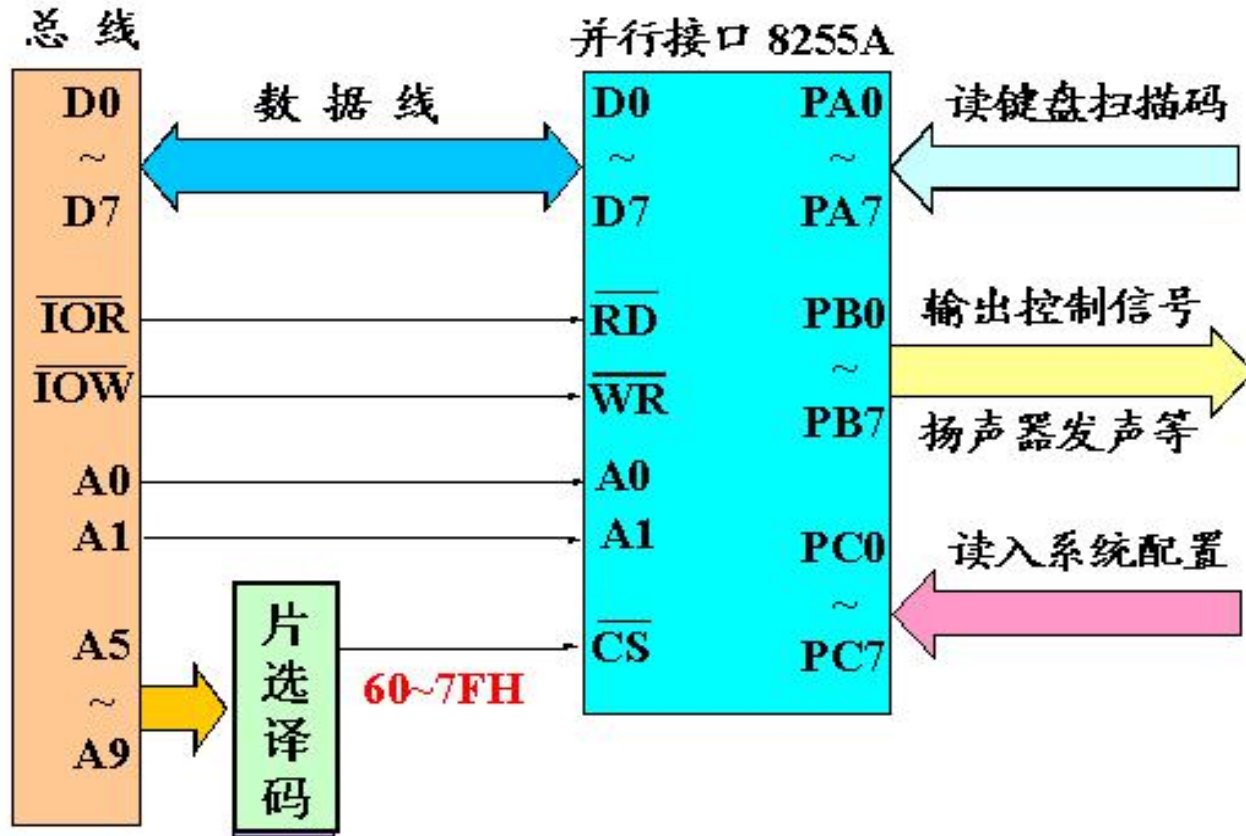 总 线
D0
~
D7
IOR
IOW
A0
A1
A5
~
A9
数 据 线
片
选
译
码
60~7FH
并行接口 8255A
D0
~
D7
RD
WR
A0
A1
CS
PA0
~
PA7
PB0
~
PB7
PC0
~
PC7
读键盘扫描码
输出控制信号
扬声器发声等
读入系统配置